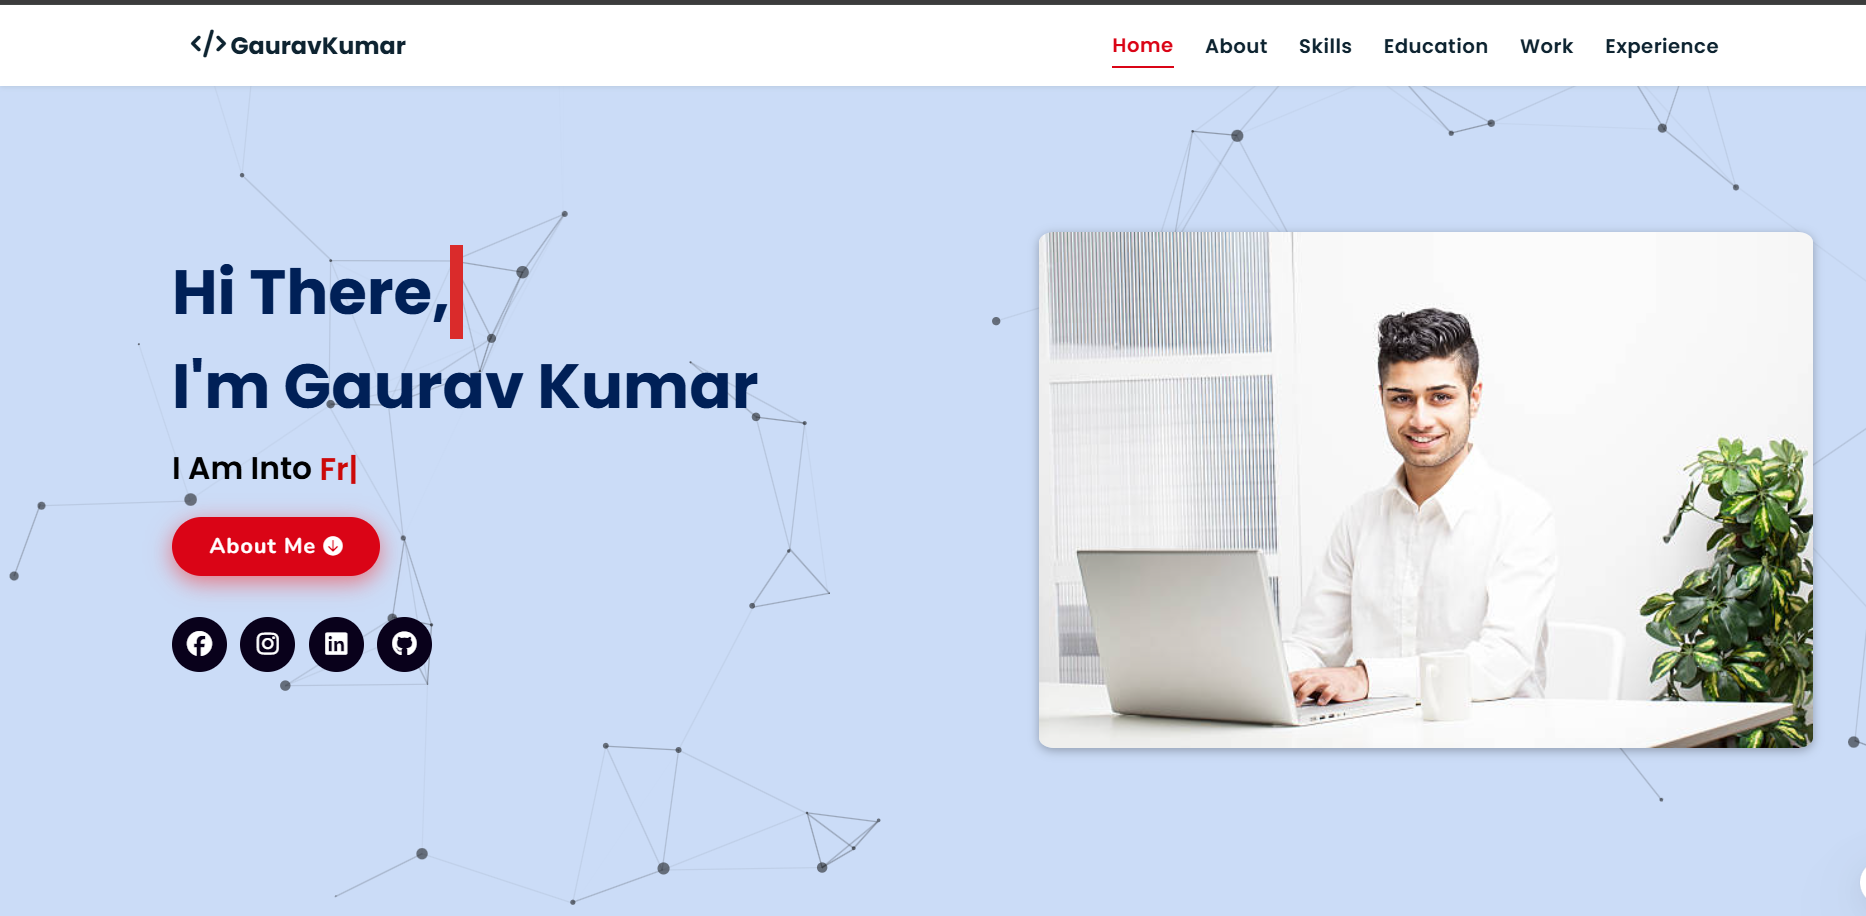 </> GauravKumar
Home About Skills Education Work Experience
Hi There,
I'm Gaurav Kumar
I Am Into Fr|
About Me